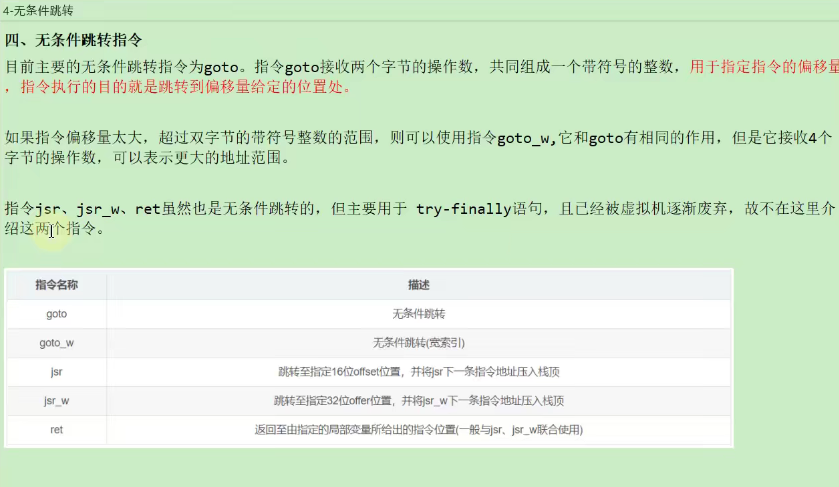 4-无条件跳转
四、无条件跳转指令
目前主要的无条件跳转指令为goto。指令goto接收两个字节的操作数，共同组成一个带符号的整数，用于指定指令的偏移量
，指令执行的目的就是跳转到偏移量给定的位置处。
如果指令偏移量太大，超过双字节的带符号整数的范围，则可以使用指令goto_w,它和goto有相同的作用，但是它接收4个
字节的操作数，可以表示更大的地址范围。
指令jsr、jsr_w、ret虽然也是无条件跳转的，但主要用于 try-finally语句，且已经被虚拟机逐渐废弃，故不在这里介
绍这两个指令。
指令名称 描述
goto 无条件跳转
goto_w 无条件跳转(宽索引)
jsr 跳转至指定16位offset位置，并将jsr下一条指令地址压入栈顶
jsr_w 跳转至指定32位offer位置，并将jsr_w下一条指令地址压入栈顶
ret 返回至由指定的局部变量所给出的指令位置(一般与jsr、jsr_w联合使用)